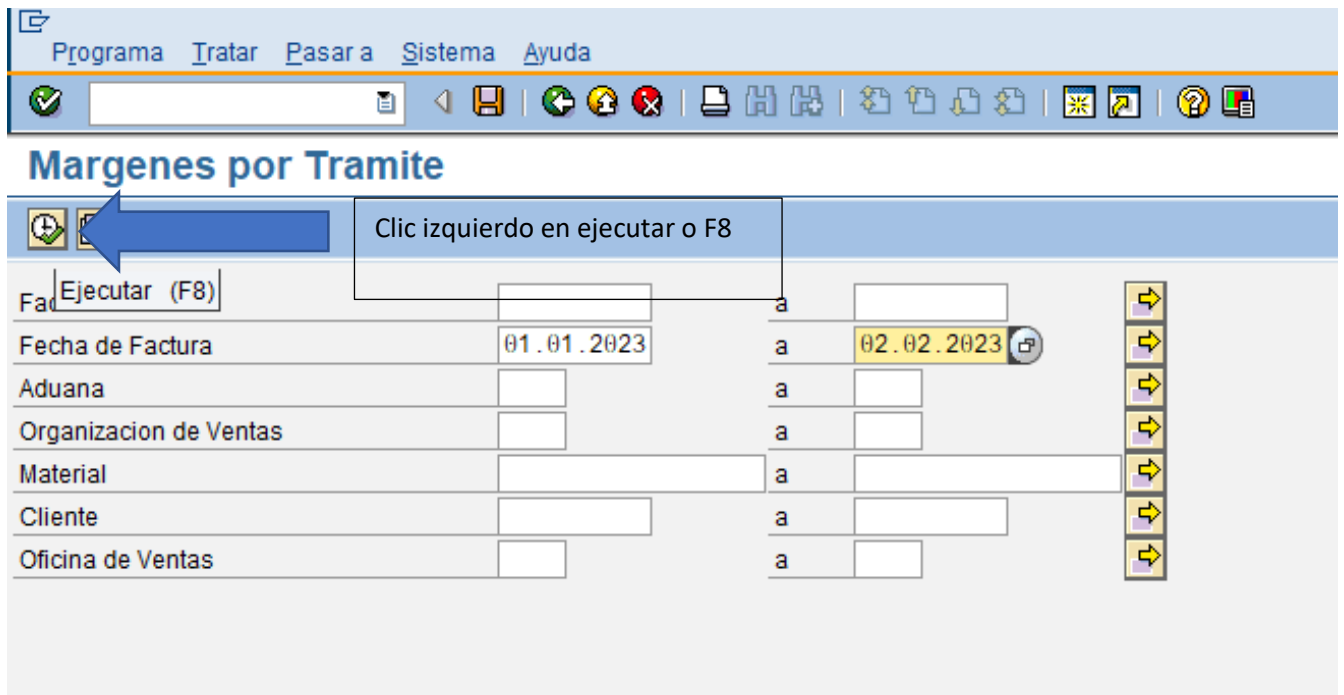 Programa Tratar Pasar a Sistema Ayuda
Margenes por Tramite
Clic izquierdo en ejecutar o F8
Ejecutar (F8)
a
Fecha de Factura 01.01.2023 a 02.02.2023
Aduana a
Organizacion de Ventas a
Material a
Cliente a
Oficina de Ventas a